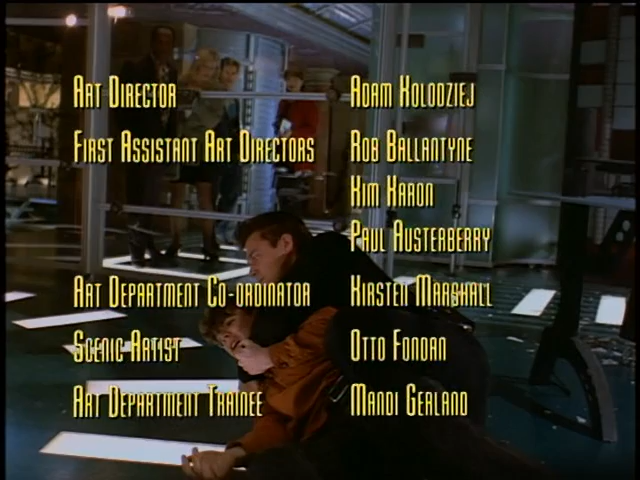 Art Director Adam Kolodziej
First Assistant Art Directors Rob Ballantyne
Kim Karon
Paul Austerberry
Art Department Co-ordinator Kirsten Marshall
Scenic Artist Otto Fondan
Art Department Trainee Mandi Gerland